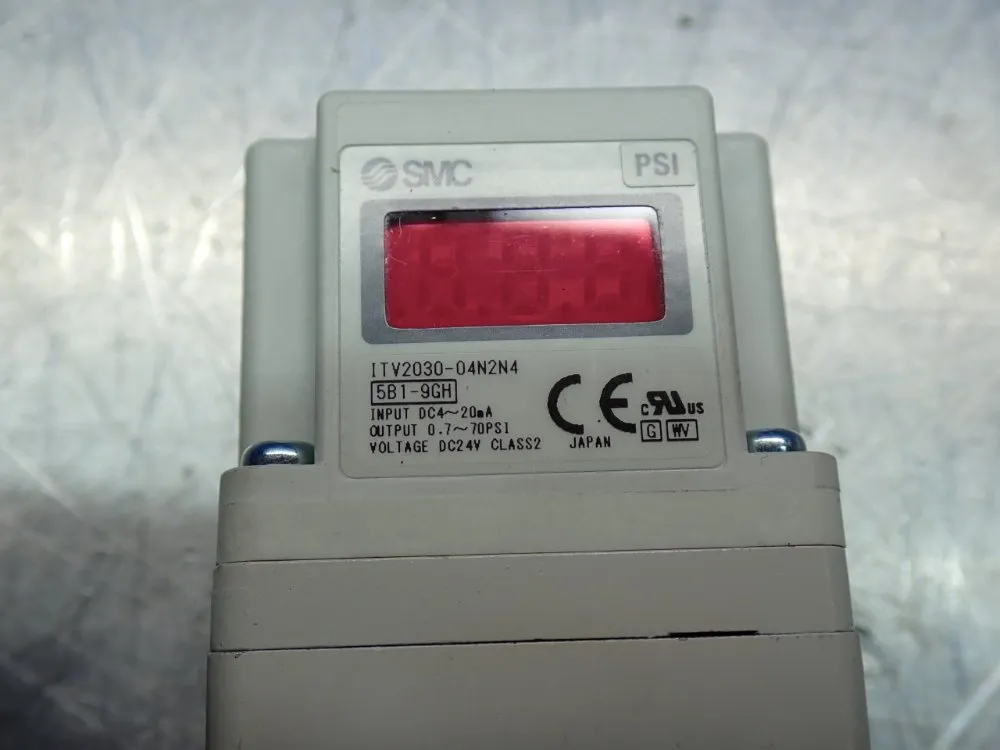 SMC
PSI
ITV2030-04N2N4
5B1-9GH
INPUT DC4~20mA
OUTPUT 0.7~70PSI
VOLTAGE DC24V CLASS2
CE
JAPAN
c RU US
G WV